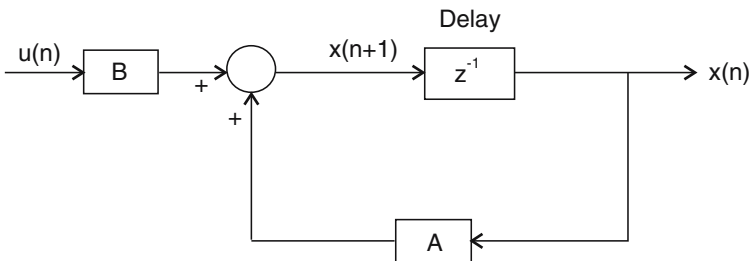 Delay
u(n)
B
+
+
x(n+1)
z⁻¹
x(n)
A